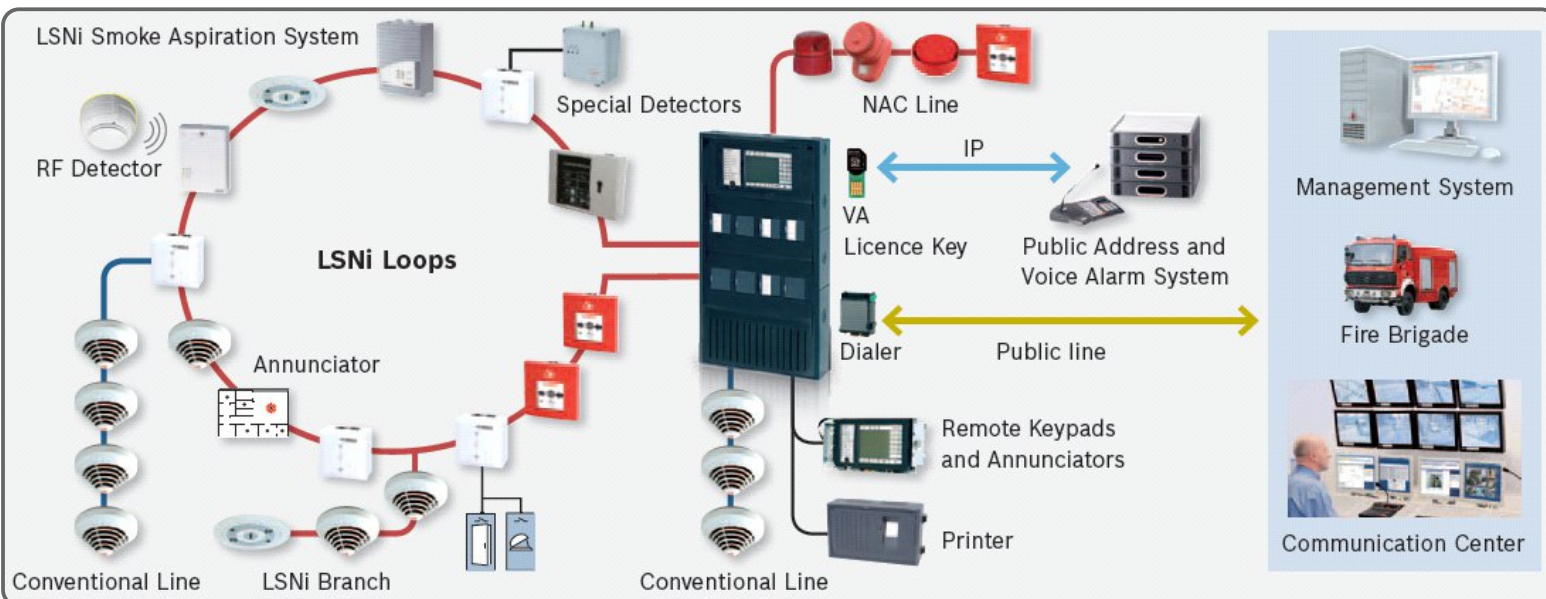 LSNi Smoke Aspiration System
Special Detectors
NAC Line
RF Detector
IP
VA
Licence Key
Public Address and
Voice Alarm System
Management System
LSNi Loops
Dialer
Public line
Fire Brigade
Annunciator
Remote Keypads
and Annunciators
Printer
Communication Center
Conventional Line
LSNi Branch
Conventional Line